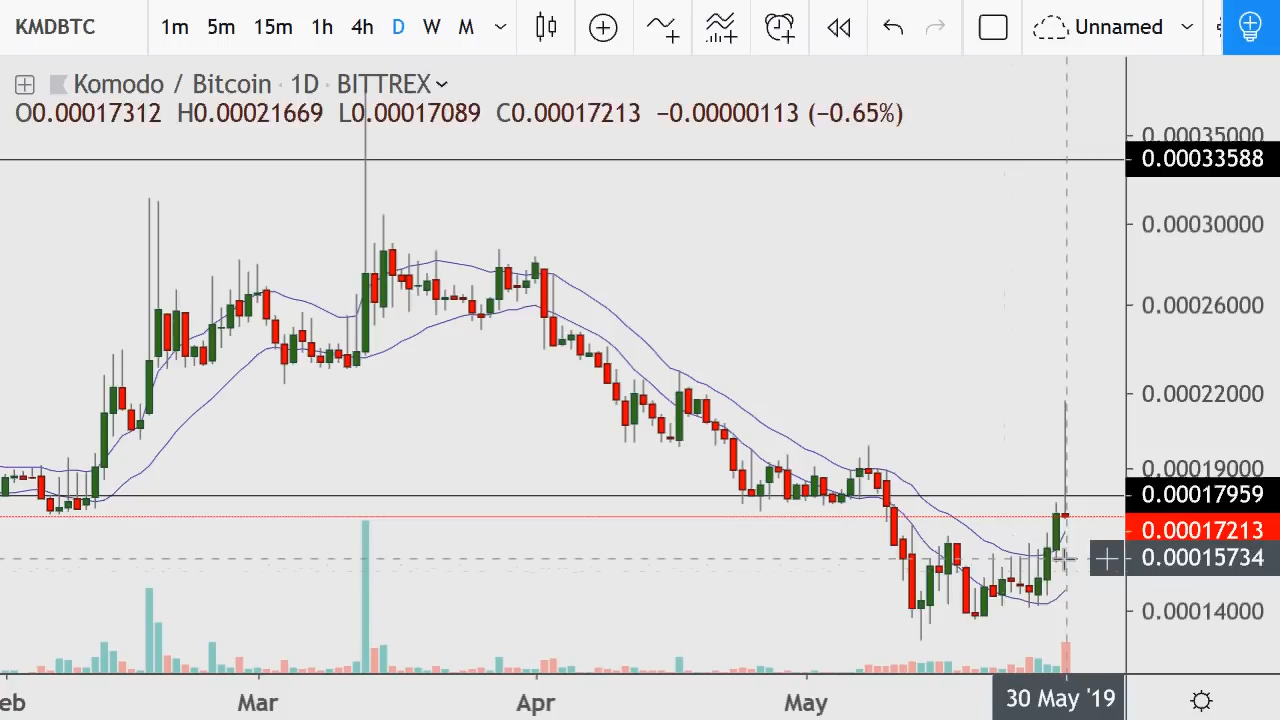 KMDBTC 1m 5m 15m 1h 4h D W M Unnamed
Komodo / Bitcoin · 1D · BITTREX
O0.00017312 H0.00021669 L0.00017089 C0.00017213 −0.00000113 (−0.65%)
0.00035000
0.00033588
0.00030000
0.00026000
0.00022000
0.00019000
0.00017959
0.00017213
0.00015734
0.00014000
eb Mar Apr May 30 May '19